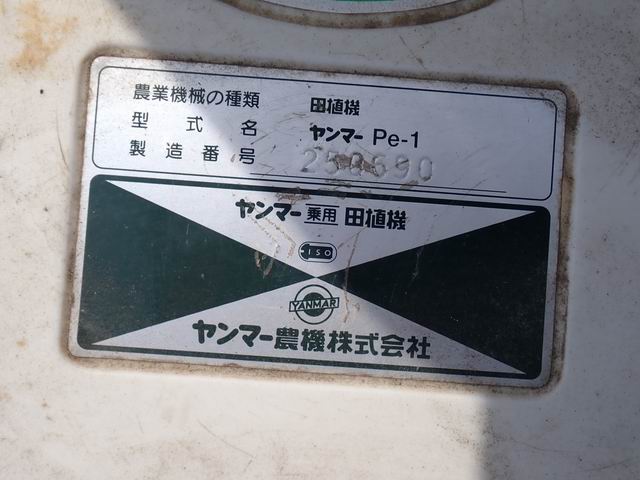 農業機械の種類 田植機
型式名 ヤンマー Pe-1
製造番号 250690
ヤンマー 乗用 田植機
ISO
YANMAR
ヤンマー農機株式会社